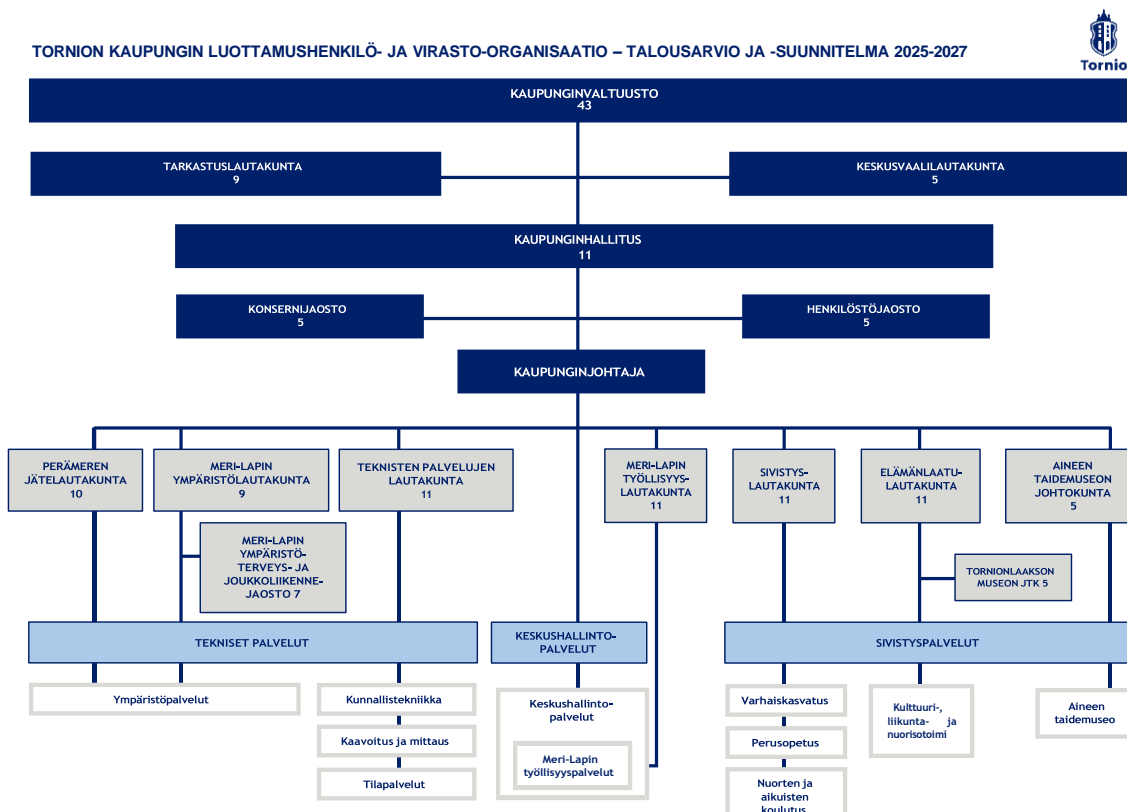 TORNION KAUPUNGIN LUOTTAMUSHENKILÖ- JA VIRASTO-ORGANISAATIO – TALOUSARVIO JA -SUUNNITELMA 2025-2027
Tornio
KAUPUNGINVALTUUSTO
43
TARKASTUSLAUTAKUNTA
9
KESKUSVAALILAUTAKUNTA
5
KAUPUNGINHALLITUS
11
KONSERNIJAOSTO
5
HENKILÖSTÖJAOSTO
5
KAUPUNGINJOHTAJA
PERÄMEREN
JÄTELAUTAKUNTA
10
MERI-LAPIN
YMPÄRISTÖLAUTAKUNTA
9
TEKNISTEN PALVELUJEN
LAUTAKUNTA
11
MERI-LAPIN
TYÖLLISYYS-
LAUTAKUNTA
11
SIVISTYS-
LAUTAKUNTA
11
ELÄMÄNLAATU-
LAUTAKUNTA
11
AINEEN
TAIDEMUSEON
JOHTOKUNTA
5
MERI-LAPIN
YMPÄRISTÖ-
TERVEYS- JA
JOUKKOLIIKENNE-
JAOSTO 7
TORNIONLAAKSON
MUSEON JTK 5
TEKNISET PALVELUT
KESKUSHALLINTO-
PALVELUT
SIVISTYSPALVELUT
Ympäristöpalvelut
Kunnallistekniikka
Kaavoitus ja mittaus
Tilapalvelut
Keskushallinto-
palvelut
Meri-Lapin
työllisyyspalvelut
Varhaiskasvatus
Perusopetus
Nuorten ja
aikuisten
koulutus
Kulttuuri-,
liikunta- ja
nuorisotoimi
Aineen
taidemuseo